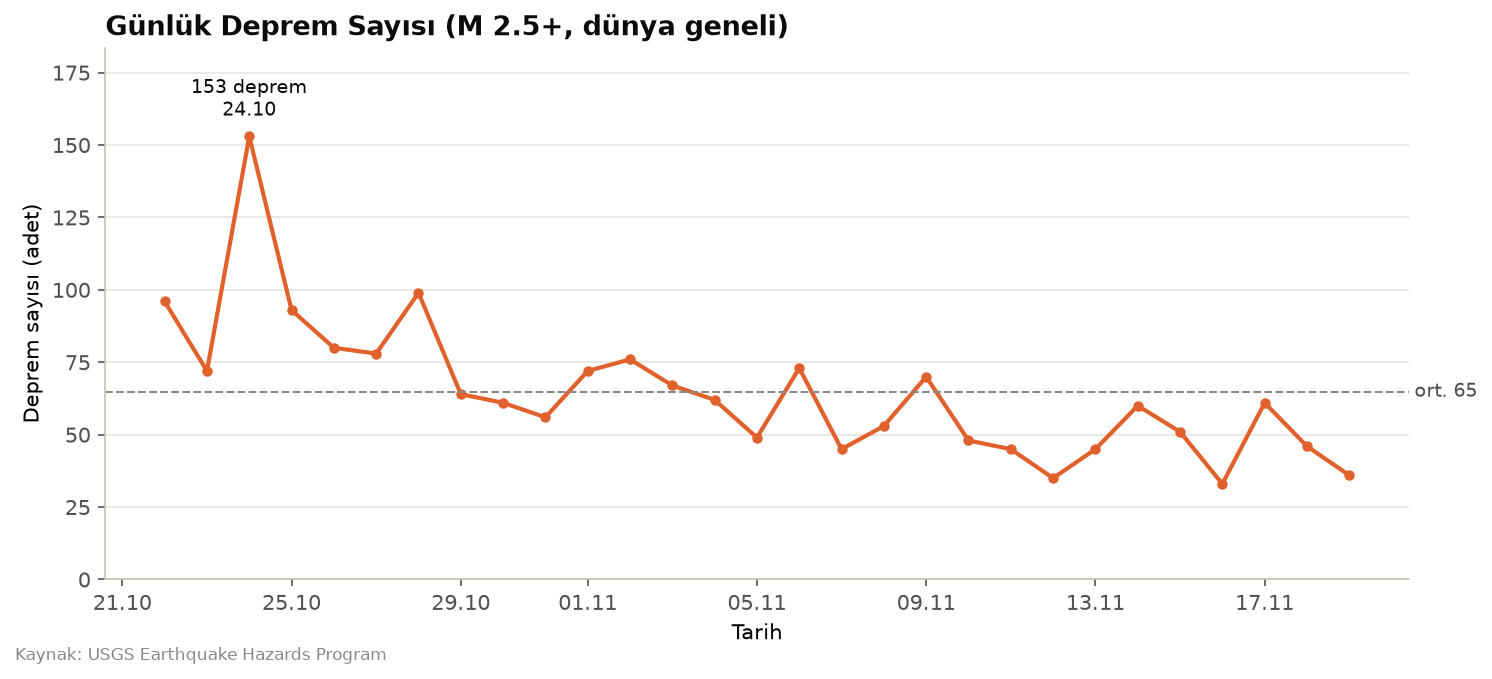 Günlük Deprem Sayısı (M 2.5+, dünya geneli)
175
150
125
100
75
50
25
0
Deprem sayısı (adet)
153 deprem
24.10
ort. 65
21.10 25.10 29.10 01.11 05.11 09.11 13.11 17.11
Tarih
Kaynak: USGS Earthquake Hazards Program